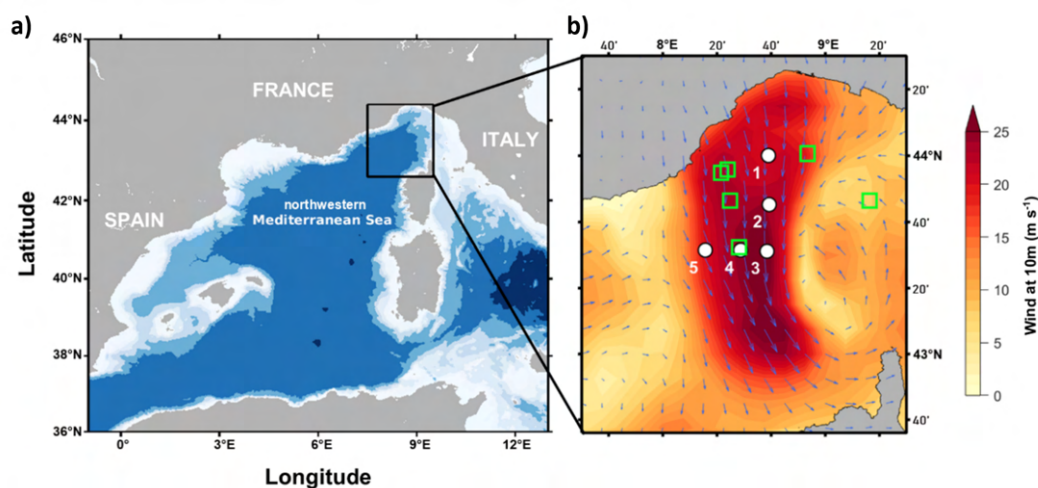 a)
46°N
44°N
42°N
40°N
38°N
36°N
Latitude
FRANCE
ITALY
northwestern
Mediterranean Sea
SPAIN
0°
3°E
6°E
9°E
12°E
Longitude
b)
40'
8°E
20'
40'
9°E
20'
20'
44°N
40'
20'
43°N
40'
1
2
5
4
3
25
20
15
10
5
0
Wind at 10m (m s⁻¹)